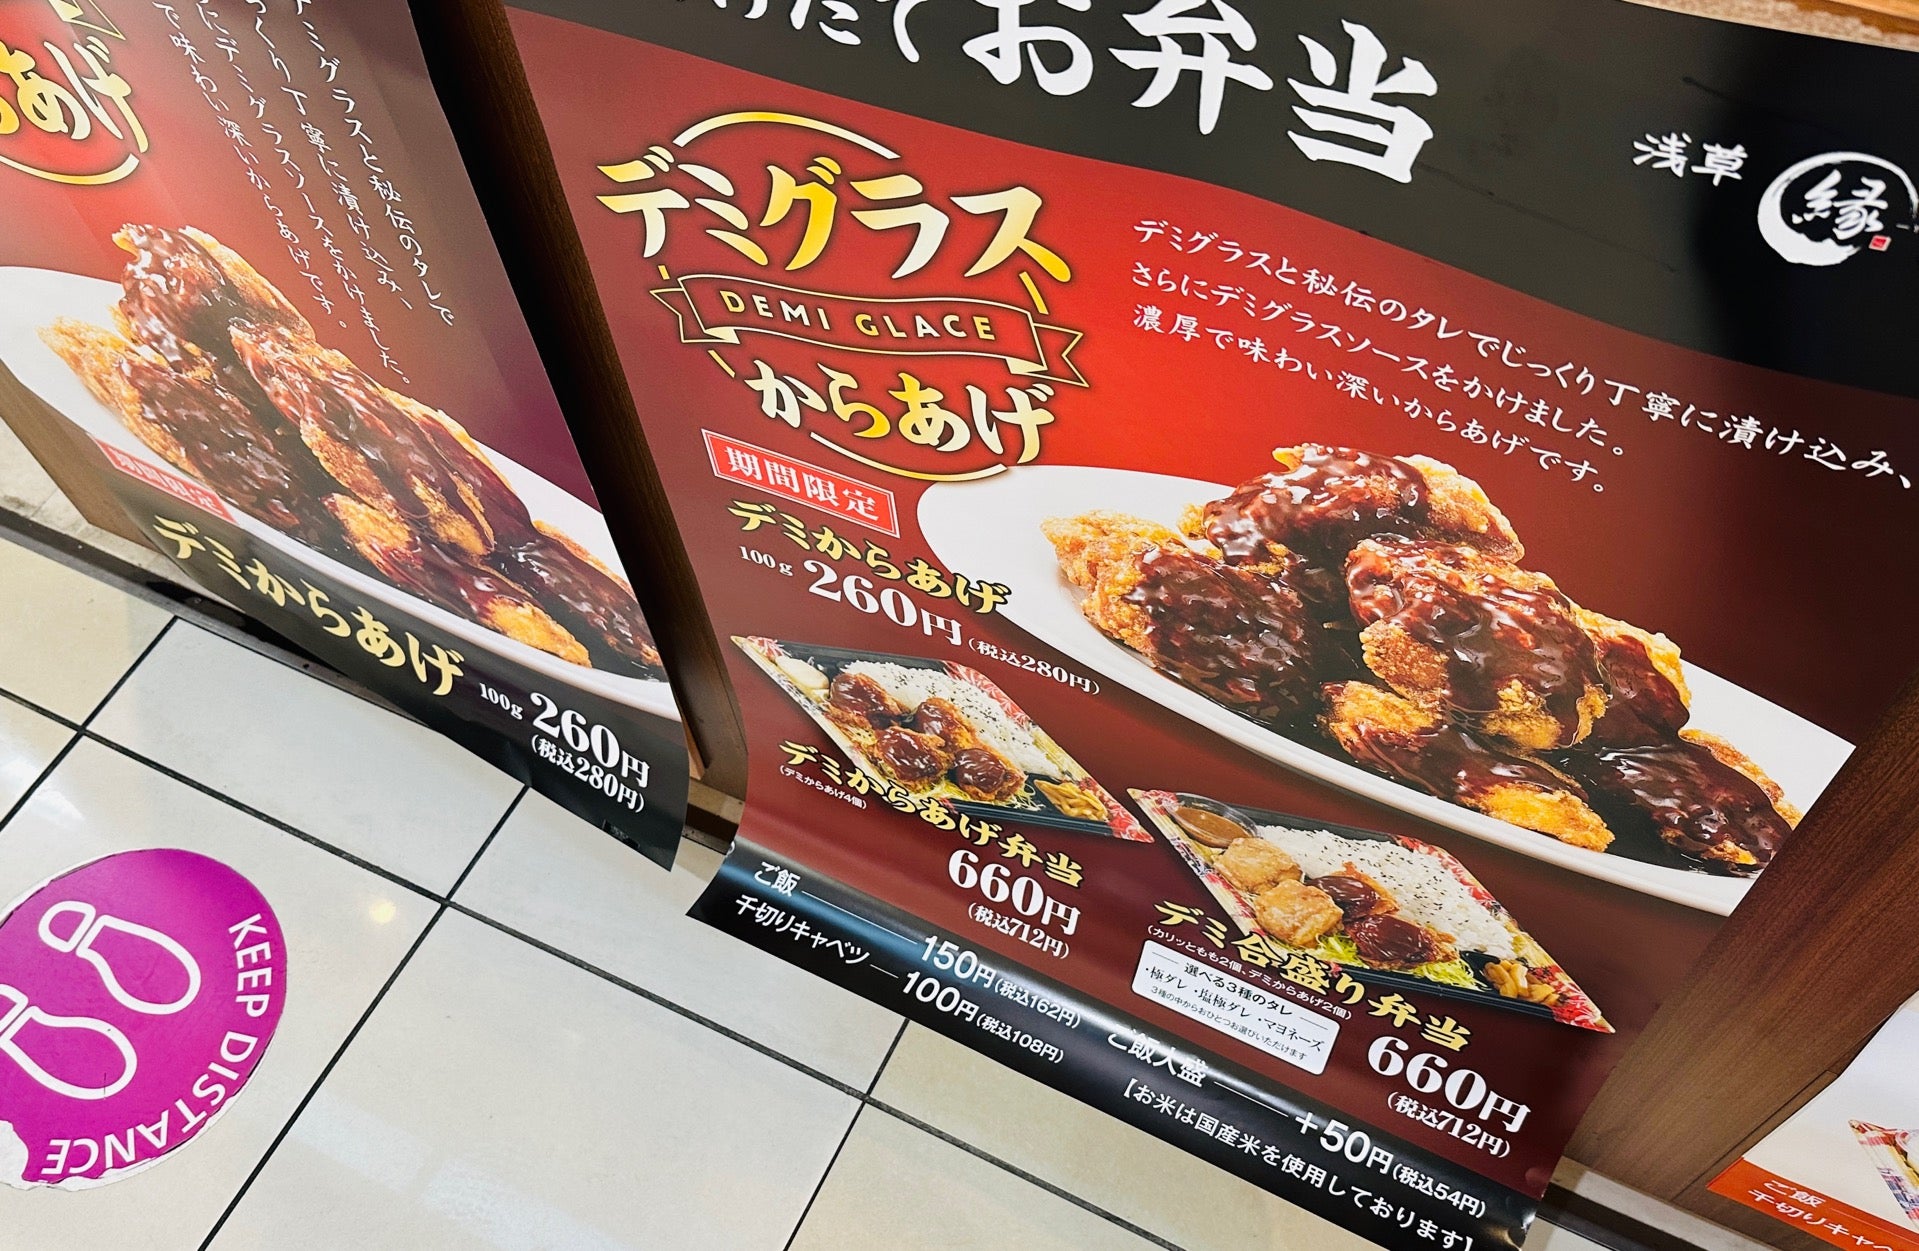 あげ
デミグラスと秘伝のタレで
っくり丁寧に漬け込み、
にデミグラスソースをかけました。
で味わい深いからあげです。
期間限定
デミからあげ
100g 260円
(税込280円)
KEEP DISTANCE
たて お弁当
浅草 縁
デミグラス
DEMI GLACE
からあげ
デミグラスと秘伝のタレでじっくり丁寧に漬け込み、
さらにデミグラスソースをかけました。
濃厚で味わい深いからあげです。
期間限定
デミからあげ
100g 260円 (税込280円)
デミからあげ弁当
(デミからあげ4個)
660円
(税込712円)
デミ合盛り弁当
(カリッともも2個、デミからあげ2個)
選べる3種のタレ
・極ダレ・塩極ダレ・マヨネーズ
3種の中からおひとつお選びいただけます
660円
(税込712円)
ご飯 150円 (税込162円)
千切りキャベツ 100円 (税込108円)
ご飯大盛 +50円 (税込54円)
【お米は国産米を使用しております】
ご飯
千切りキャベ